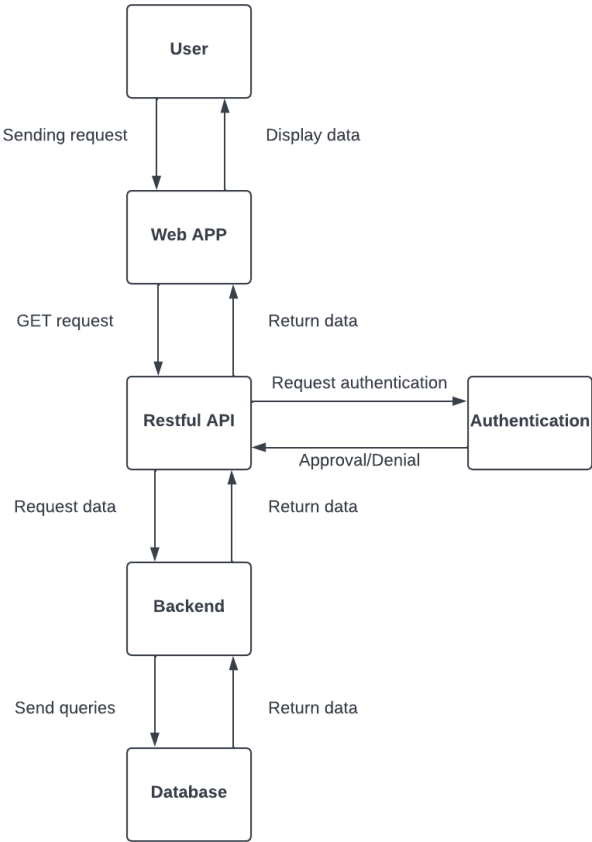 User
Sending request
Display data
Web APP
GET request
Return data
Request authentication
Restful API
Authentication
Approval/Denial
Request data
Return data
Backend
Send queries
Return data
Database